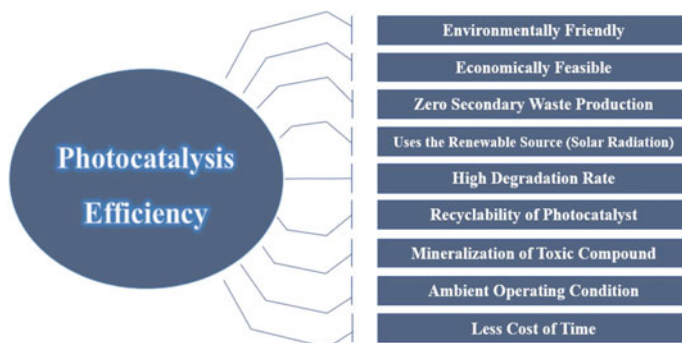 Photocatalysis
Efficiency
Environmentally Friendly
Economically Feasible
Zero Secondary Waste Production
Uses the Renewable Source (Solar Radiation)
High Degradation Rate
Recyclability of Photocatalyst
Mineralization of Toxic Compound
Ambient Operating Condition
Less Cost of Time